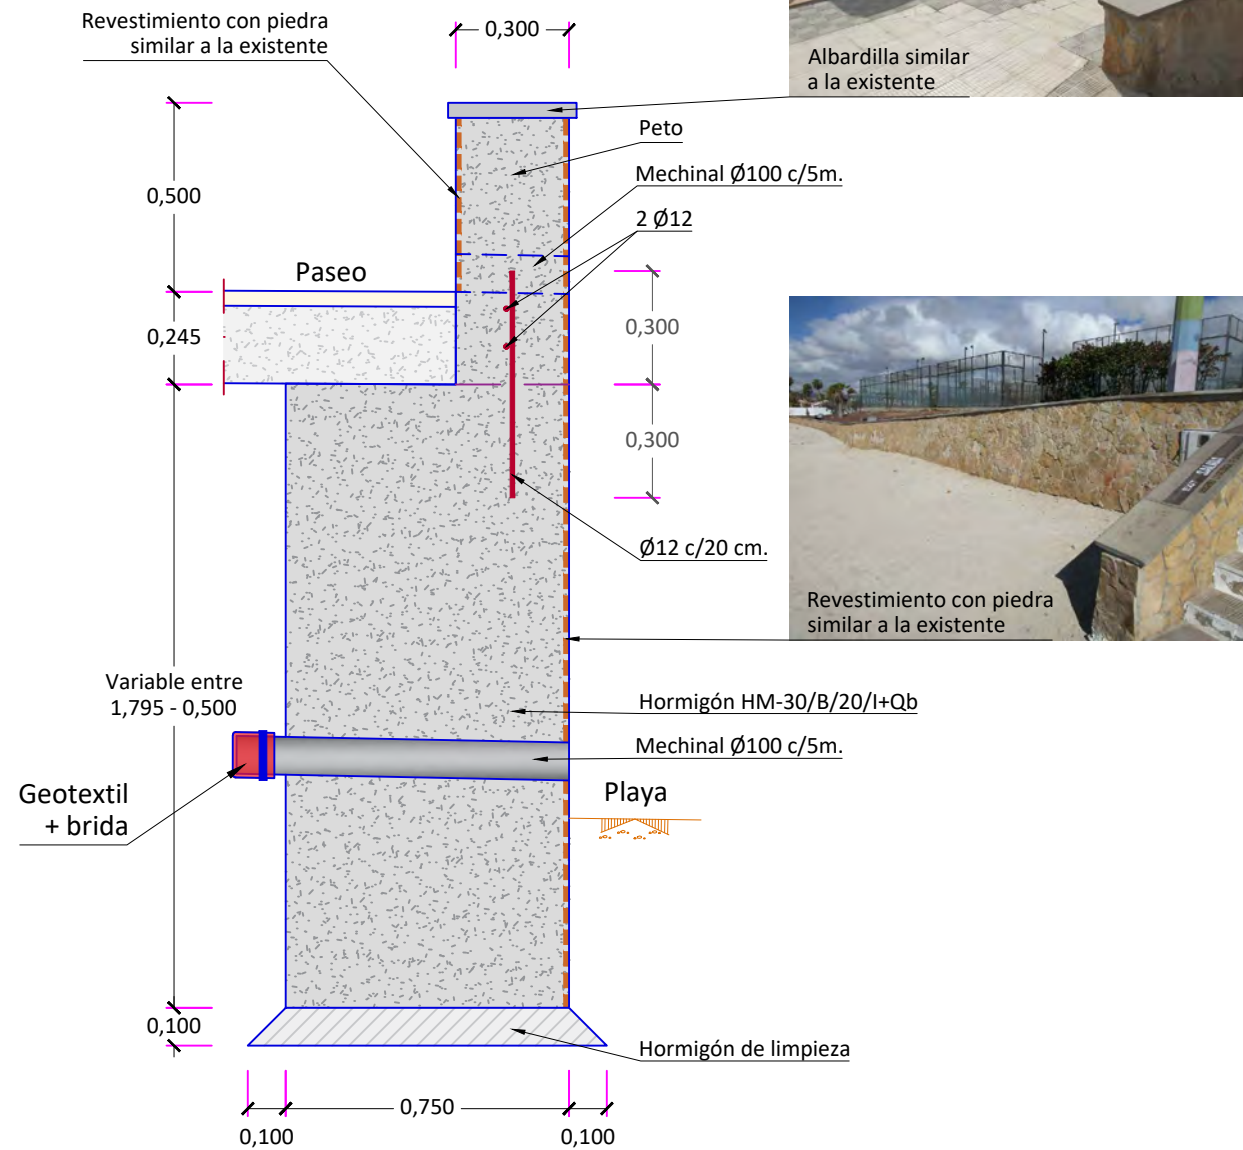 Revestimiento con piedra
similar a la existente
0,300
Albardilla similar
a la existente
Peto
Mechinal Ø100 c/5m.
0,500
2 Ø12
Paseo
0,300
0,245
0,300
Ø12 c/20 cm.
Revestimiento con piedra
similar a la existente
Variable entre
1,795 - 0,500
Hormigón HM-30/B/20/I+Qb
Mechinal Ø100 c/5m.
Geotextil
+ brida
Playa
0,100
Hormigón de limpieza
0,750
0,100
0,100